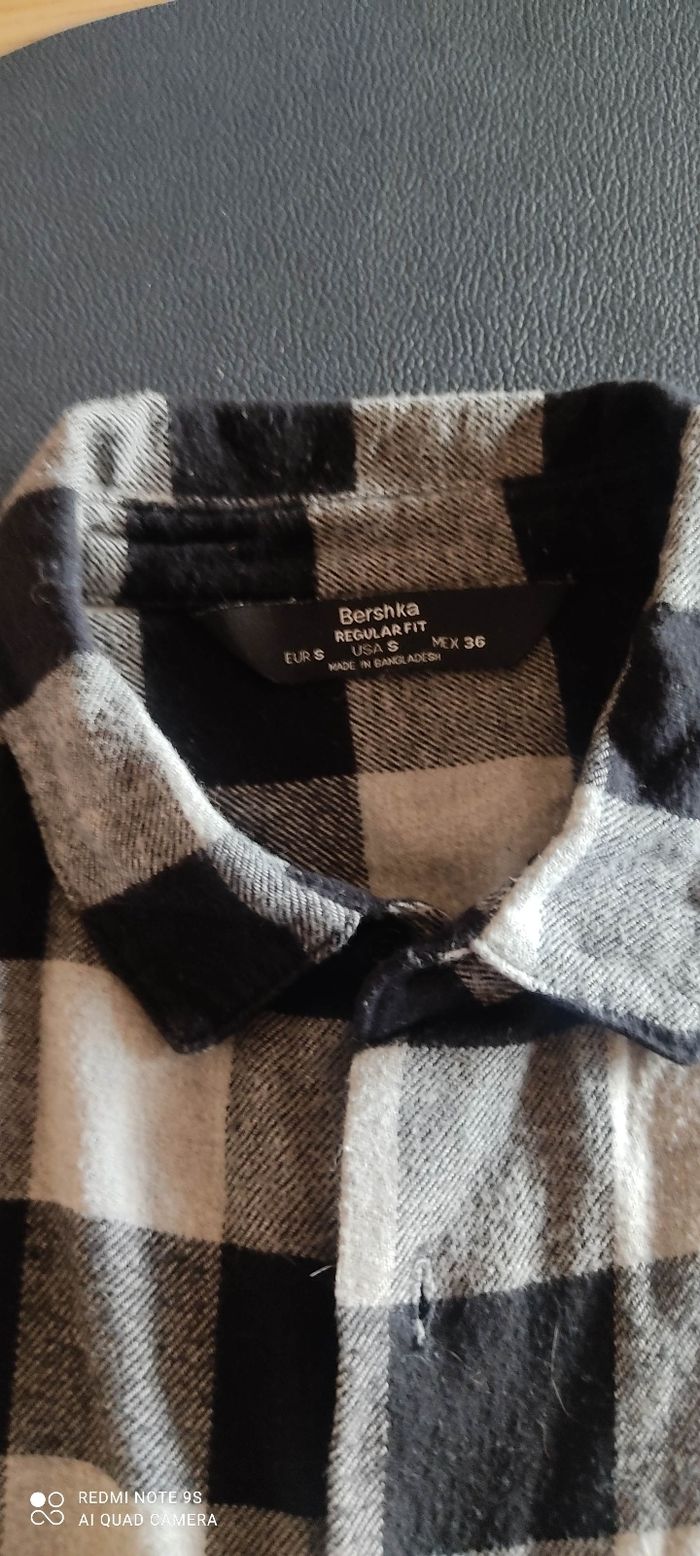 Bershka
REGULAR FIT
EUR S USA S MEX 36
MADE IN BANGLADESH
REDMI NOTE 9S
AI QUAD CAMERA